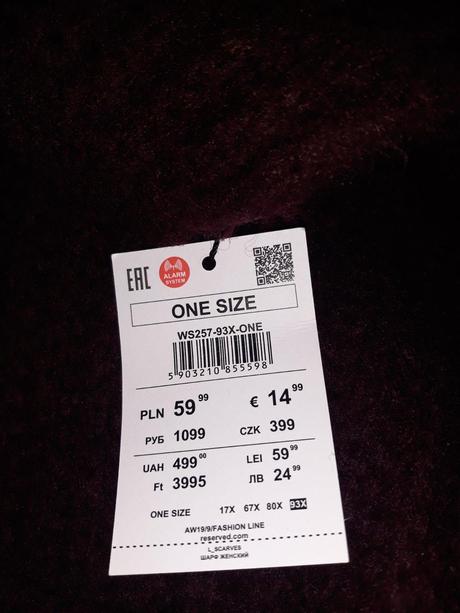 EAC
ALARM
SYSTEM
ONE SIZE
WS257-93X-ONE
5 903210 855598
PLN 59 99 € 14 99
РУБ 1099 CZK 399
UAH 499 00 LEI 59 99
Ft 3995 ЛВ 24 99
ONE SIZE 17X 67X 80X 93X
AW19/9/FASHION LINE
reserved.com
L_SCARVES
ШАРФ ЖЕНСКИЙ